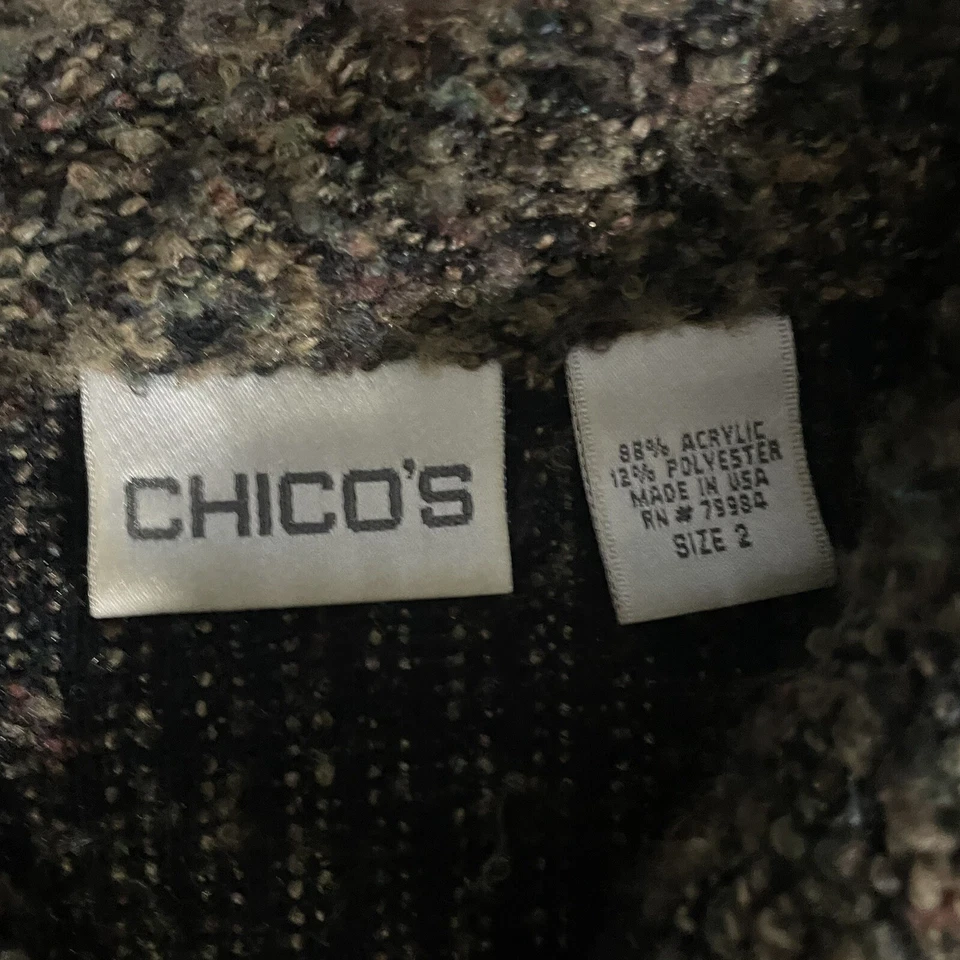 CHICO'S
88% ACRYLIC
12% POLYESTER
MADE IN USA
RN # 79984
SIZE 2